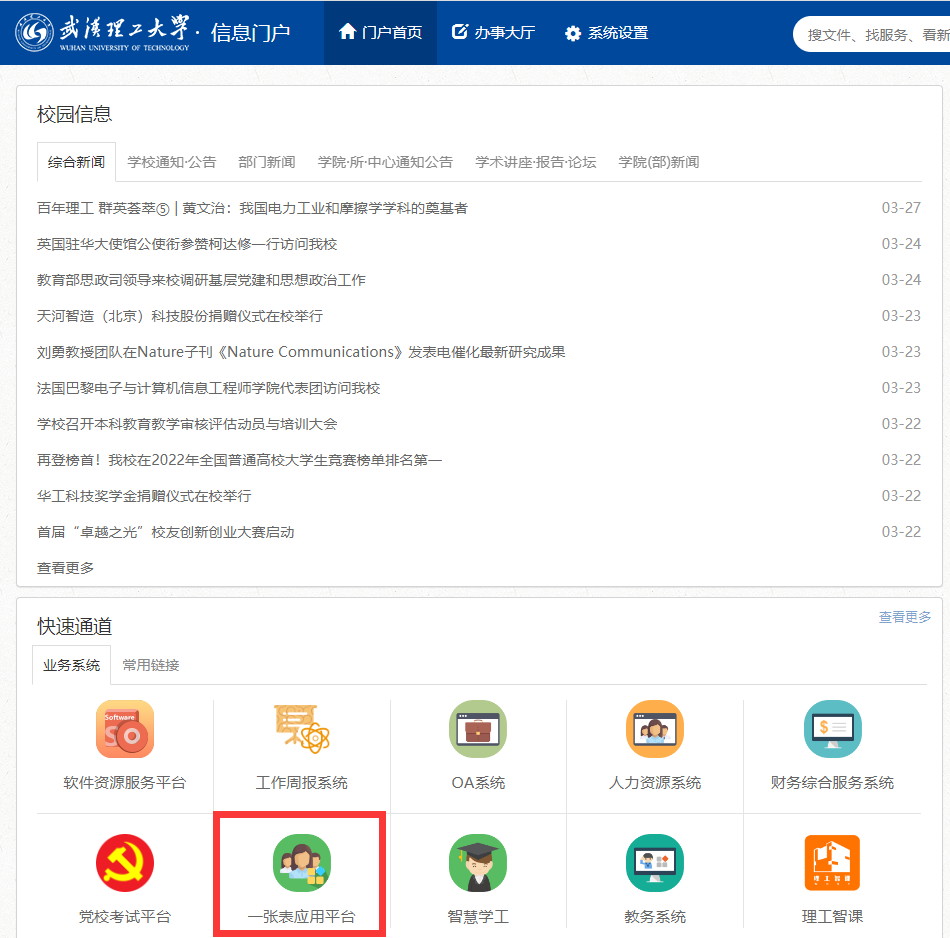 武汉理工大学· 信息门户
WUHAN UNIVERSITY OF TECHNOLOGY
门户首页 办事大厅 系统设置
搜文件、找服务、看新
校园信息
综合新闻 学校通知·公告 部门新闻 学院·所·中心通知公告 学术讲座·报告·论坛 学院(部)新闻
百年理工 群英荟萃⑤ | 黄文治：我国电力工业和摩擦学学科的奠基者 03-27
英国驻华大使馆公使衔参赞柯达修一行访问我校 03-24
教育部思政司领导来校调研基层党建和思想政治工作 03-24
天河智造（北京）科技股份捐赠仪式在校举行 03-23
刘勇教授团队在Nature子刊《Nature Communications》发表电催化最新研究成果 03-23
法国巴黎电子与计算机信息工程师学院代表团访问我校 03-23
学校召开本科教育教学审核评估动员与培训大会 03-22
再登榜首！我校在2022年全国普通高校大学生竞赛榜单排名第一 03-22
华工科技奖学金捐赠仪式在校举行 03-22
首届“卓越之光”校友创新创业大赛启动 03-22
查看更多
快速通道 查看更多
业务系统 常用链接
Software
软件资源服务平台 工作周报系统 OA系统 人力资源系统 财务综合服务系统
理工智课
党校考试平台 一张表应用平台 智慧学工 教务系统 理工智课